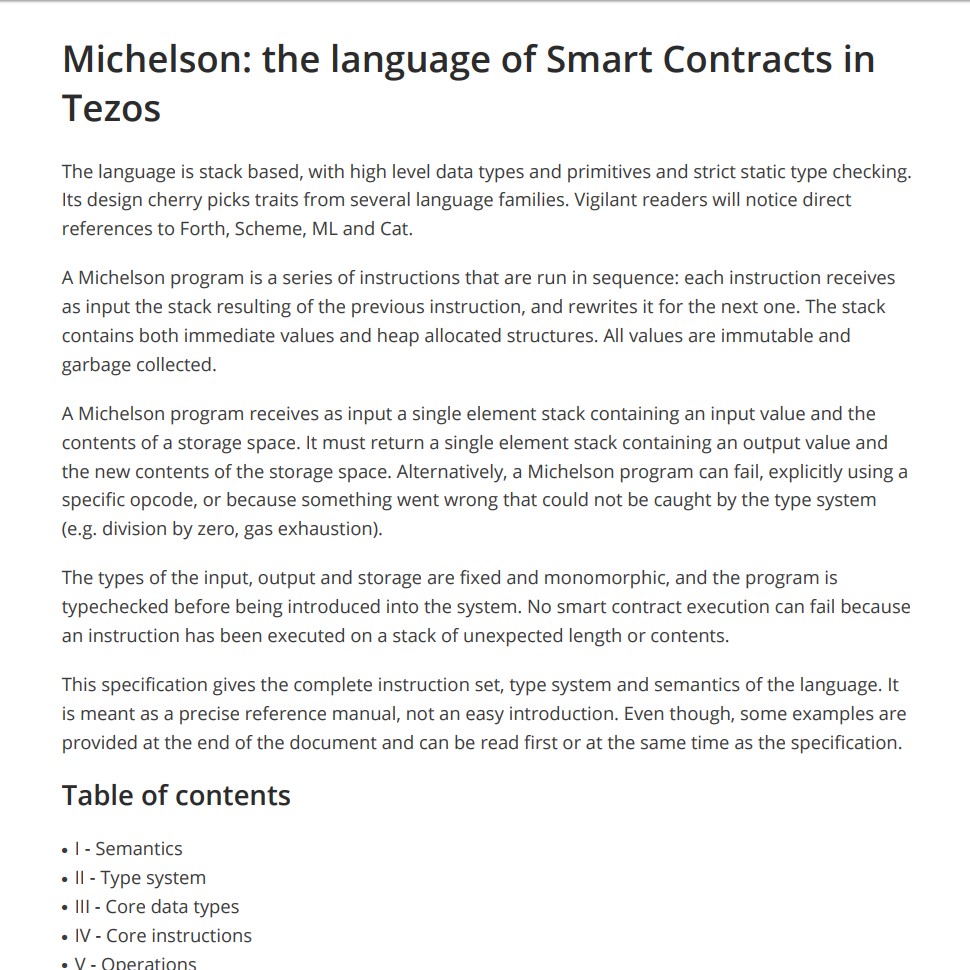 Michelson: the language of Smart Contracts in
Tezos
The language is stack based, with high level data types and primitives and strict static type checking.
Its design cherry picks traits from several language families. Vigilant readers will notice direct
references to Forth, Scheme, ML and Cat.
A Michelson program is a series of instructions that are run in sequence: each instruction receives
as input the stack resulting of the previous instruction, and rewrites it for the next one. The stack
contains both immediate values and heap allocated structures. All values are immutable and
garbage collected.
A Michelson program receives as input a single element stack containing an input value and the
contents of a storage space. It must return a single element stack containing an output value and
the new contents of the storage space. Alternatively, a Michelson program can fail, explicitly using a
specific opcode, or because something went wrong that could not be caught by the type system
(e.g. division by zero, gas exhaustion).
The types of the input, output and storage are fixed and monomorphic, and the program is
typechecked before being introduced into the system. No smart contract execution can fail because
an instruction has been executed on a stack of unexpected length or contents.
This specification gives the complete instruction set, type system and semantics of the language. It
is meant as a precise reference manual, not an easy introduction. Even though, some examples are
provided at the end of the document and can be read first or at the same time as the specification.
Table of contents
• I - Semantics
• II - Type system
• III - Core data types
• IV - Core instructions
• V - Operations